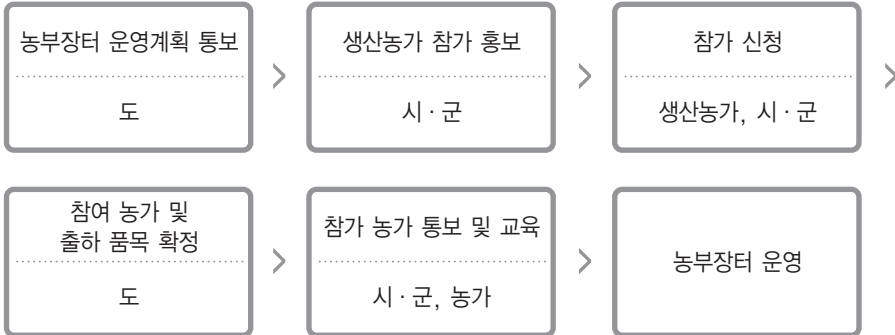 농부장터 운영계획 통보
도
생산농가 참가 홍보
시·군
참가 신청
생산농가, 시·군
참여 농가 및
출하 품목 확정
도
참가 농가 통보 및 교육
시·군, 농가
농부장터 운영